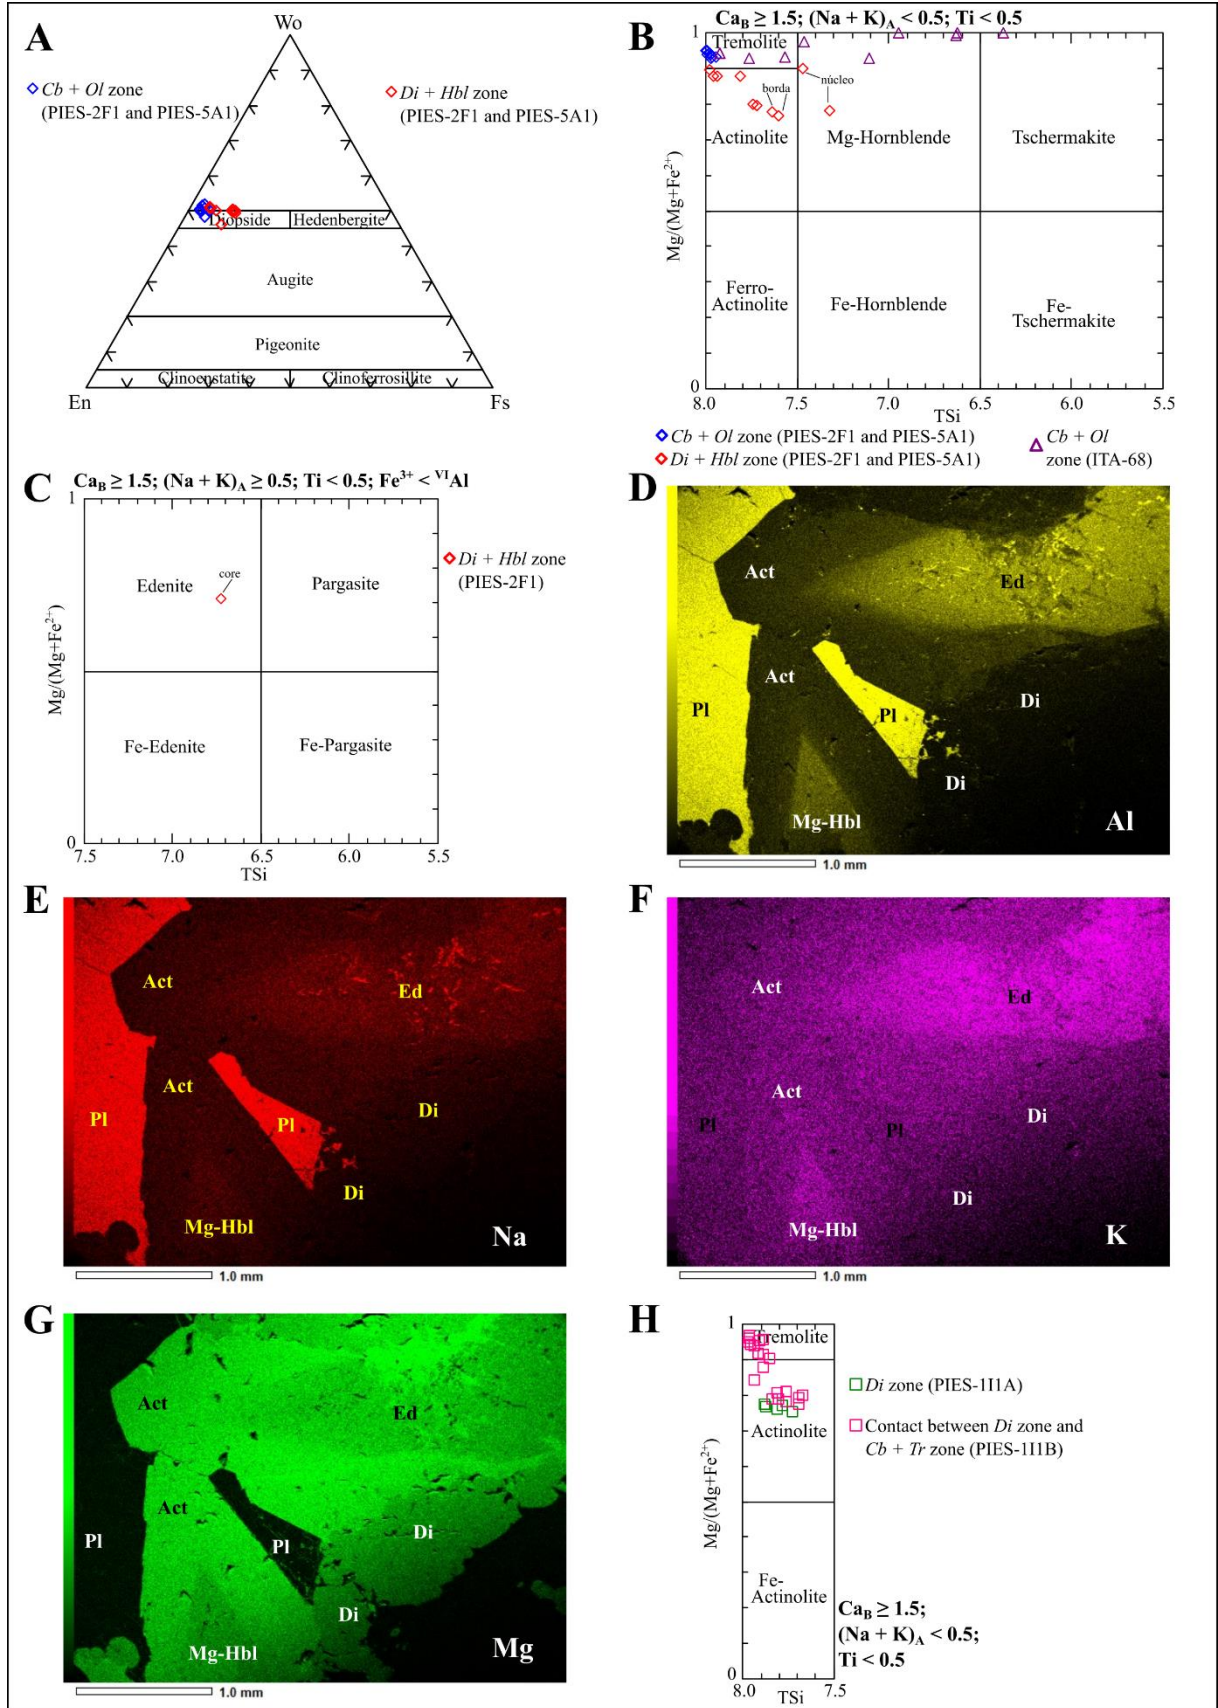 A
Wo
Cb + Ol zone
(PIES-2F1 and PIES-5A1)
Di + Hbl zone
(PIES-2F1 and PIES-5A1)
Diopside
Hedenbergite
Augite
Pigeonite
Clinoenstatite
Clinoferrosillite
En
Fs
B
Ca_B ≥ 1.5; (Na + K)_A < 0.5; Ti < 0.5
1
Tremolite
núcleo
borda
Actinolite
Mg-Hornblende
Tschermakite
Mg/(Mg+Fe²⁺)
Ferro-
Actinolite
Fe-Hornblende
Fe-
Tschermakite
0
8.0
7.5
7.0
6.5
6.0
5.5
TSi
Cb + Ol zone (PIES-2F1 and PIES-5A1)
Di + Hbl zone (PIES-2F1 and PIES-5A1)
Cb + Ol
zone (ITA-68)
C
Ca_B ≥ 1.5; (Na + K)_A ≥ 0.5; Ti < 0.5; Fe³⁺ < ^VI Al
1
Di + Hbl zone
(PIES-2F1)
core
Edenite
Pargasite
Mg/(Mg+Fe²⁺)
Fe-Edenite
Fe-Pargasite
0
7.5
7.0
6.5
6.0
5.5
TSi
D
Act
Ed
Act
Pl
Pl
Di
Di
Mg-Hbl
Al
1.0 mm
E
Act
Ed
Act
Pl
Pl
Di
Di
Mg-Hbl
Na
1.0 mm
F
Act
Ed
Act
Pl
Pl
Di
Di
Mg-Hbl
K
1.0 mm
G
Act
Ed
Act
Pl
Pl
Di
Di
Mg-Hbl
Mg
1.0 mm
H
1
Tremolite
Di zone (PIES-1I1A)
Contact between Di zone and
Cb + Tr zone (PIES-1I1B)
Actinolite
Mg/(Mg+Fe²⁺)
Fe-
Actinolite
Ca_B ≥ 1.5;
(Na + K)_A < 0.5;
Ti < 0.5
0
8.0
7.5
TSi